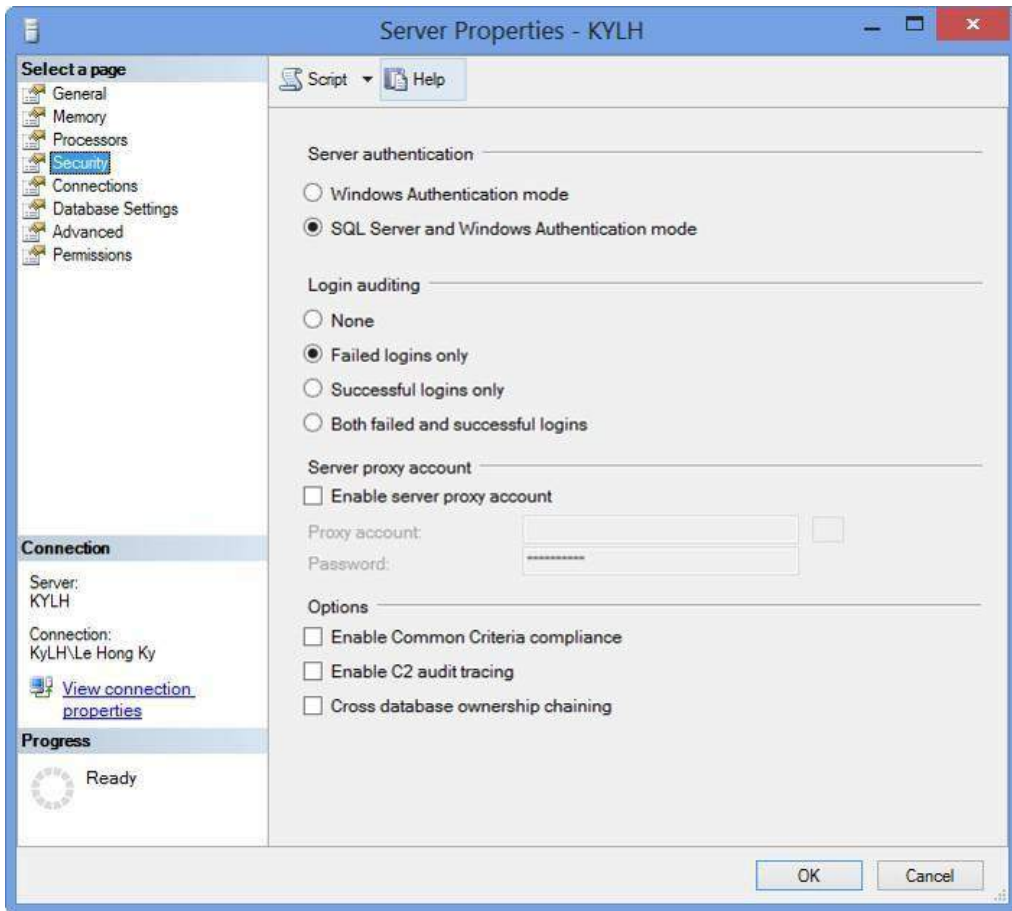 Server Properties - KYLH
Select a page
General
Memory
Processors
Security
Connections
Database Settings
Advanced
Permissions
Script
Help
Server authentication
Windows Authentication mode
SQL Server and Windows Authentication mode
Login auditing
None
Failed logins only
Successful logins only
Both failed and successful logins
Server proxy account
Enable server proxy account
Proxy account:
Password:
**********
Options
Enable Common Criteria compliance
Enable C2 audit tracing
Cross database ownership chaining
Connection
Server:
KYLH
Connection:
KyLH\Le Hong Ky
View connection
properties
Progress
Ready
OK
Cancel